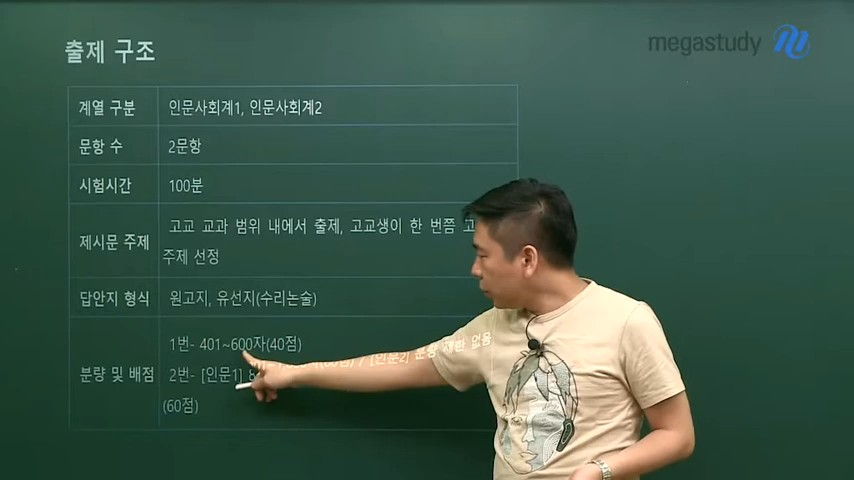 출제 구조
megastudy
계열 구분 인문사회계1, 인문사회계2
문항 수 2문항
시험시간 100분
제시문 주제 고교 교과 범위 내에서 출제, 고교생이 한 번쯤
주제 선정
답안지 형식 원고지, 유선지(수리논술)
분량 및 배점 1번- 401~600자(40점)
2번- [인문1] / [인문2] 분량 제한 없음
(60점)